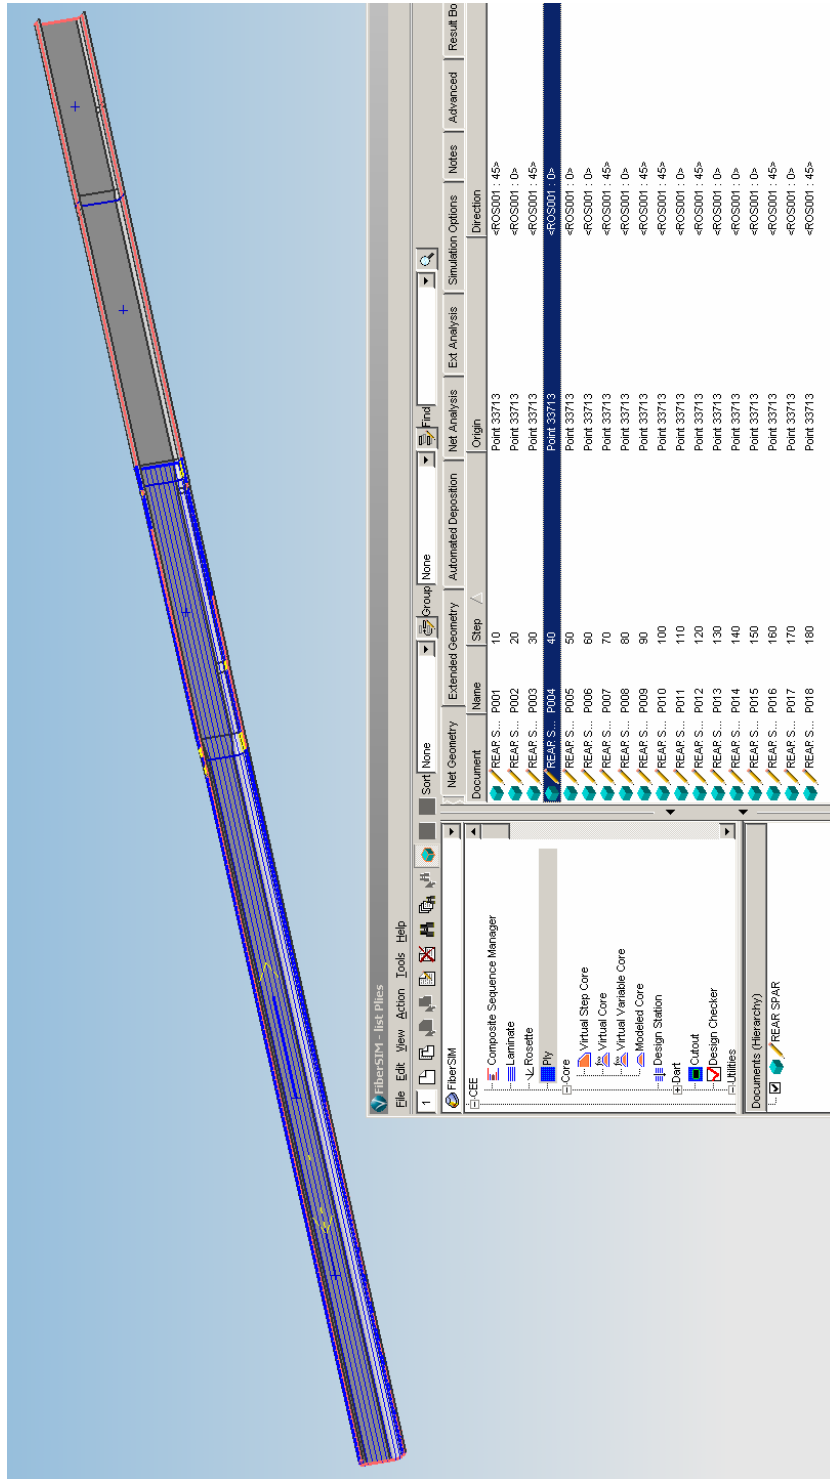 FiberSIM - list Plies
File Edit View Action Tools Help
1 Sort None Group None Find
FiberSIM
CEE
Composite Sequence Manager
Laminate
Rosette
Ply
Core
Virtual Step Core
Virtual Core
Virtual Variable Core
Modeled Core
Design Station
Dart
Cutout
Design Checker
Utilities
Documents (Hierarchy)
REAR SPAR
Net Geometry Extended Geometry Automated Deposition Net Analysis Ext Analysis Simulation Options Notes Advanced Result Bo
Document Name Step Origin Direction
REAR S... P001 10 Point 33713 <ROS001 : 45>
REAR S... P002 20 Point 33713 <ROS001 : 0>
REAR S... P003 30 Point 33713 <ROS001 : 45>
REAR S... P004 40 Point 33713 <ROS001 : 0>
REAR S... P005 50 Point 33713 <ROS001 : 0>
REAR S... P006 60 Point 33713 <ROS001 : 0>
REAR S... P007 70 Point 33713 <ROS001 : 45>
REAR S... P008 80 Point 33713 <ROS001 : 0>
REAR S... P009 90 Point 33713 <ROS001 : 45>
REAR S... P010 100 Point 33713 <ROS001 : 45>
REAR S... P011 110 Point 33713 <ROS001 : 0>
REAR S... P012 120 Point 33713 <ROS001 : 45>
REAR S... P013 130 Point 33713 <ROS001 : 0>
REAR S... P014 140 Point 33713 <ROS001 : 0>
REAR S... P015 150 Point 33713 <ROS001 : 0>
REAR S... P016 160 Point 33713 <ROS001 : 45>
REAR S... P017 170 Point 33713 <ROS001 : 0>
REAR S... P018 180 Point 33713 <ROS001 : 45>